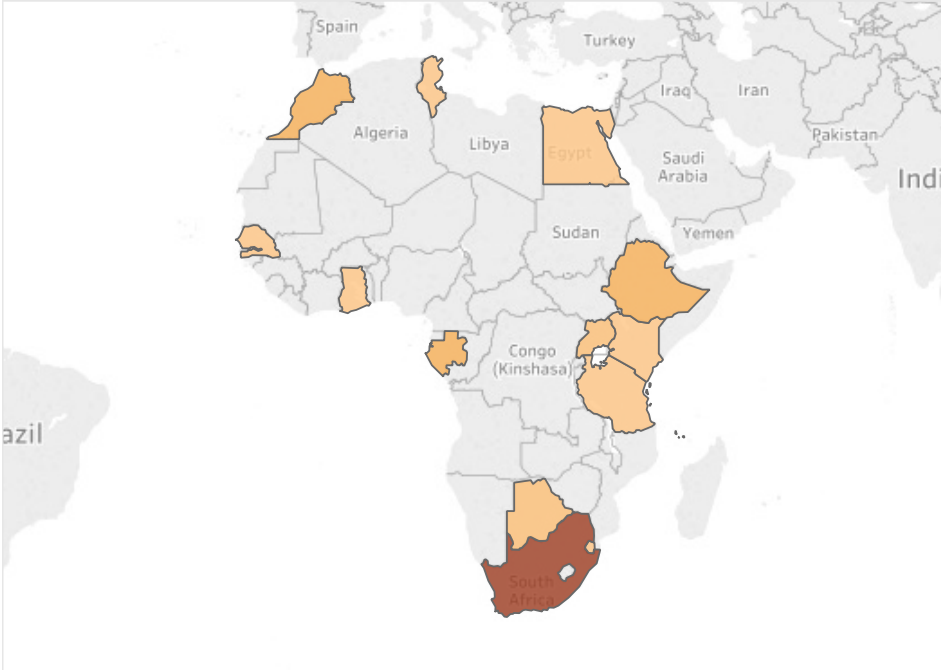 Spain
Turkey
Iraq
Iran
Algeria
Libya
Egypt
Pakistan
Saudi
Arabia
Indi
Sudan
Yemen
Congo
(Kinshasa)
azil
South
Africa